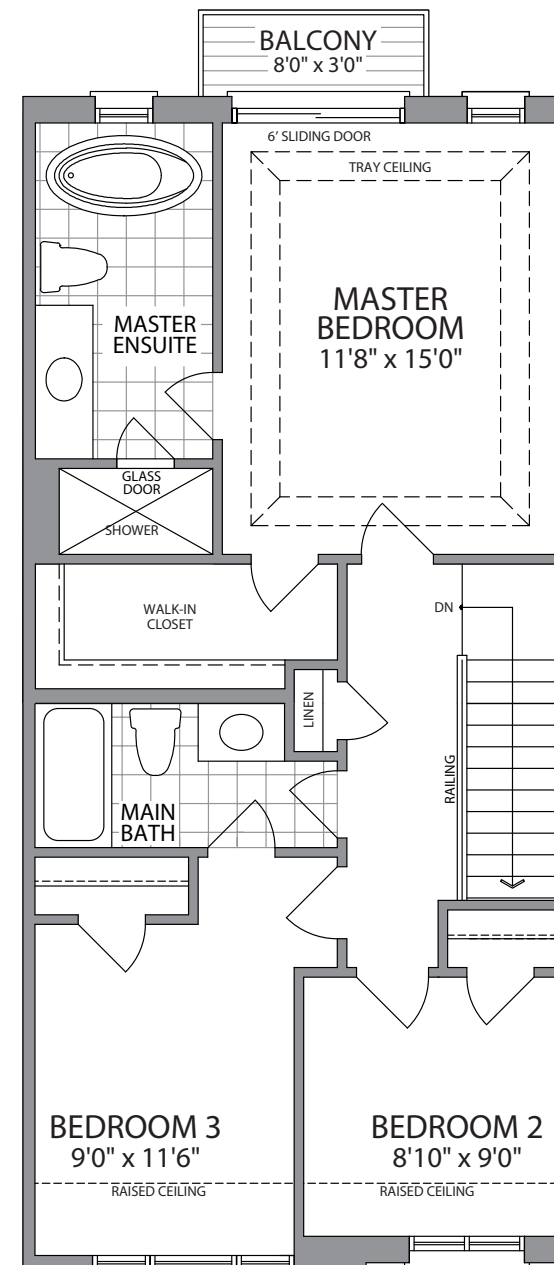 BALCONY
8'0" x 3'0"
6' SLIDING DOOR
TRAY CEILING
MASTER
BEDROOM
11'8" x 15'0"
MASTER
ENSUITE
GLASS
DOOR
SHOWER
WALK-IN
CLOSET
DN
LINEN
RAILING
MAIN
BATH
BEDROOM 3
9'0" x 11'6"
RAISED CEILING
BEDROOM 2
8'10" x 9'0"
RAISED CEILING